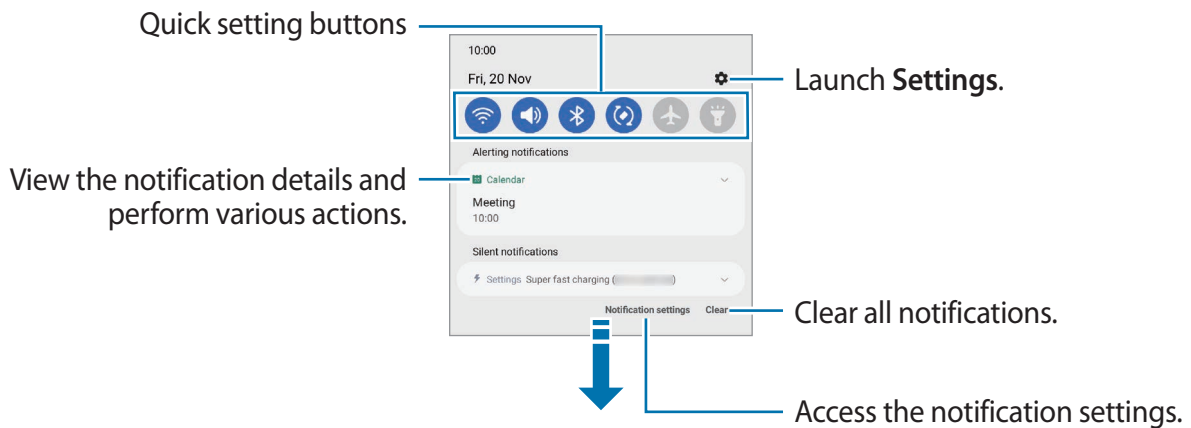 Quick setting buttons
10:00
Fri, 20 Nov
Launch Settings.
Alerting notifications
View the notification details and
perform various actions.
Calendar
Meeting
10:00
Silent notifications
Settings Super fast charging ( )
Notification settings Clear
Clear all notifications.
Access the notification settings.